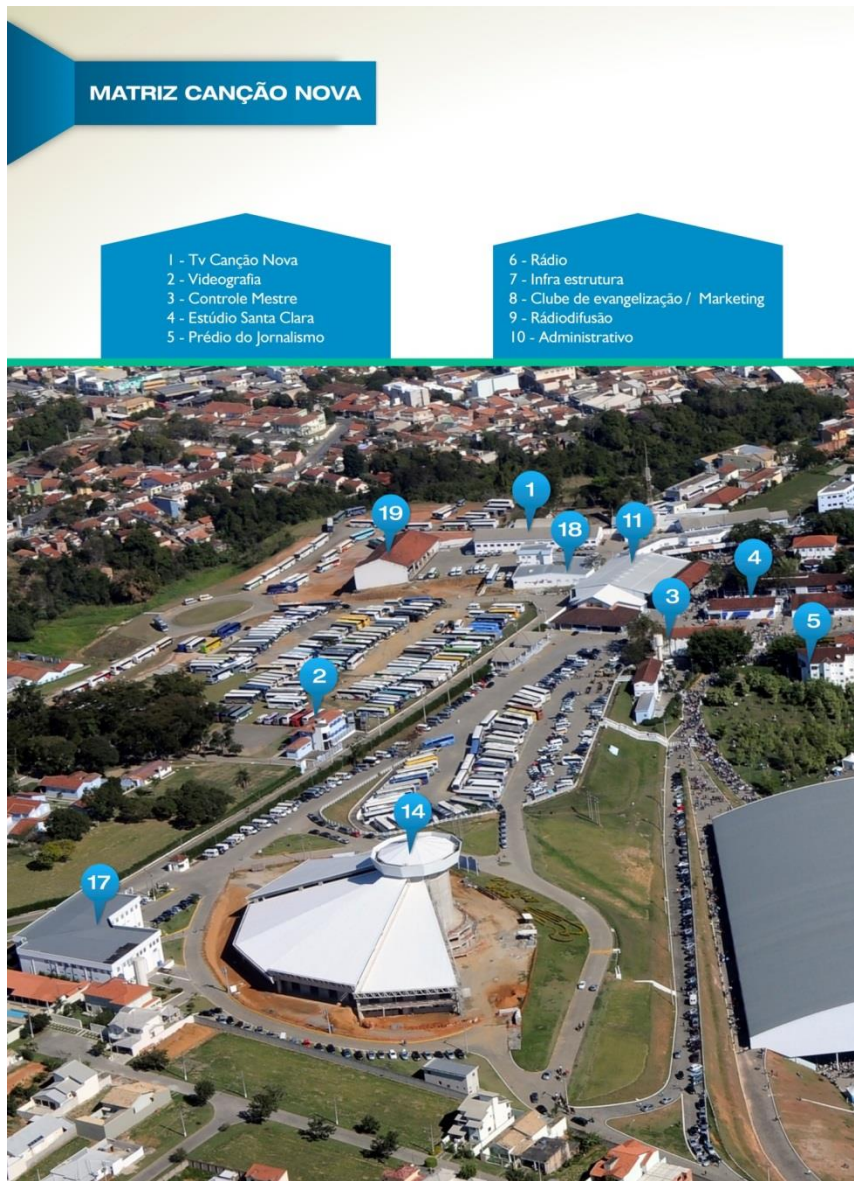 MATRIZ CANÇÃO NOVA
1 - Tv Canção Nova
2 - Videografia
3 - Controle Mestre
4 - Estúdio Santa Clara
5 - Prédio do Jornalismo
6 - Rádio
7 - Infra estrutura
8 - Clube de evangelização / Marketing
9 - Rádiodifusão
10 - Administrativo
1
19
18
11
4
3
5
2
14
17